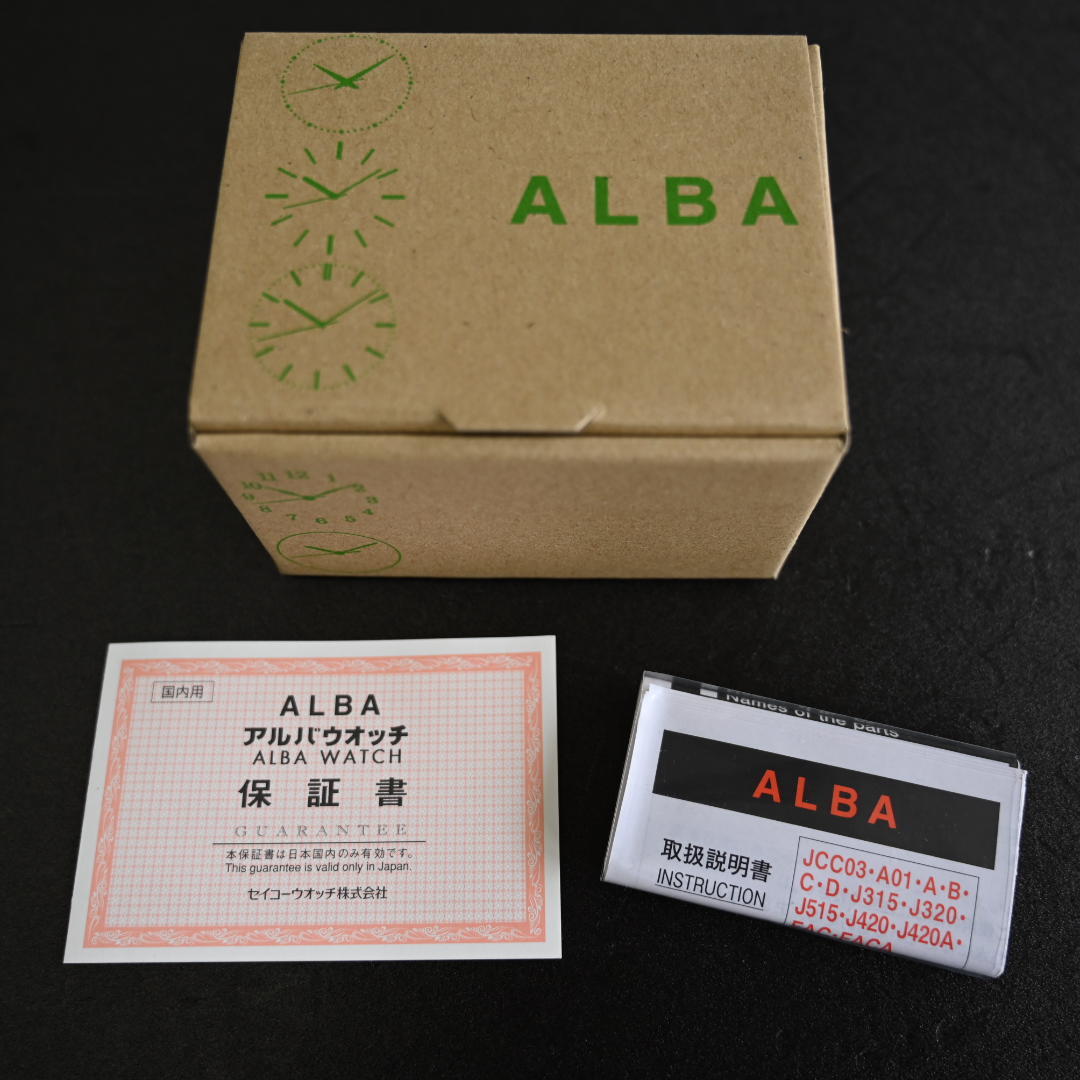 ALBA
11 12 1
10 2
9 3
8 4
7 6 5
国内用
ALBA
アルバウオッチ
ALBA WATCH
保証書
GUARANTEE
本保証書は日本国内のみ有効です。
This guarantee is valid only in Japan.
セイコーウオッチ株式会社
Names of the parts
ALBA
取扱説明書
INSTRUCTION
JCC03・A01・A・B・
C・D・J315・J320・
J515・J420・J420A・